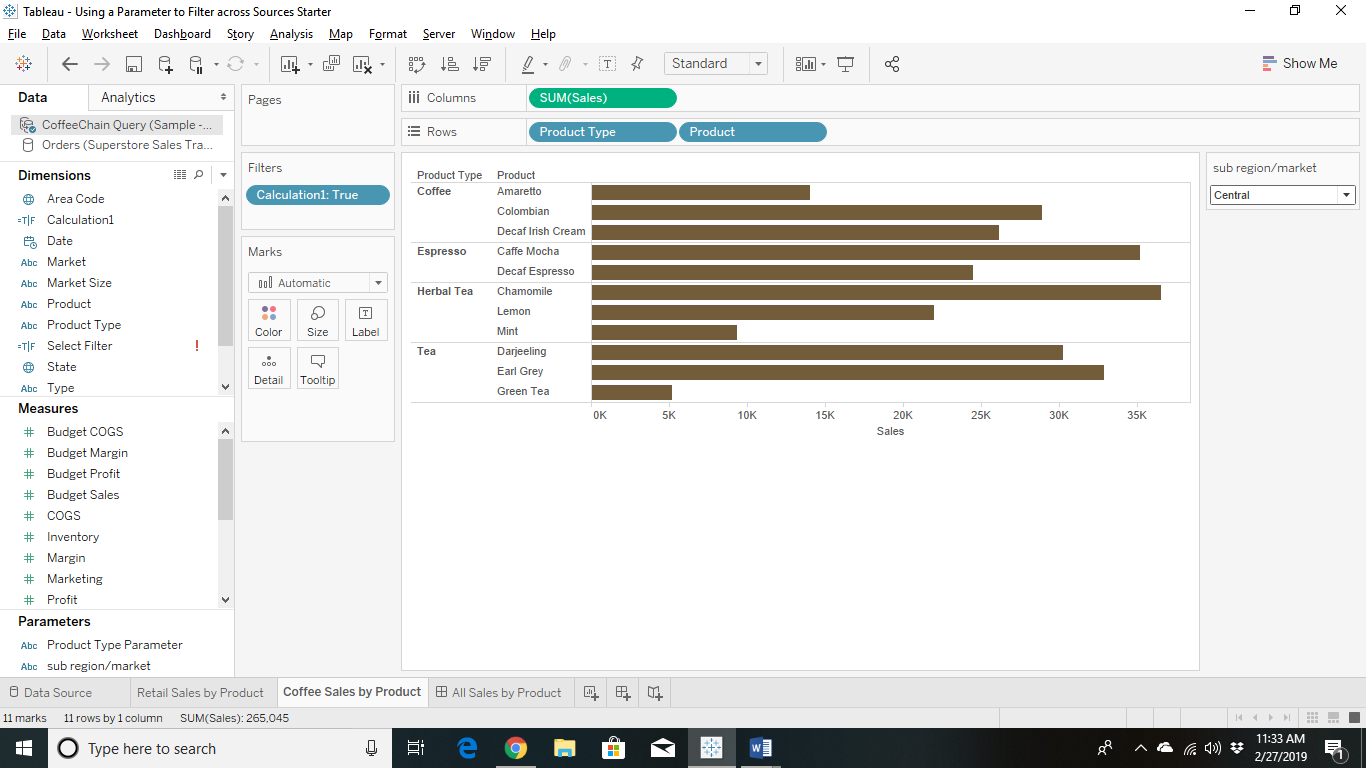 Tableau - Using a Parameter to Filter across Sources Starter
File Data Worksheet Dashboard Story Analysis Map Format Server Window Help
Standard
Show Me
Data Analytics
CoffeeChain Query (Sample -...
Orders (Superstore Sales Tra...
Dimensions
Area Code
=T|F Calculation1
Date
Abc Market
Abc Market Size
Abc Product
Abc Product Type
=T|F Select Filter !
State
Abc Type
Measures
# Budget COGS
# Budget Margin
# Budget Profit
# Budget Sales
# COGS
# Inventory
# Margin
# Marketing
# Profit
Parameters
Abc Product Type Parameter
Abc sub region/market
Pages
Filters
Calculation1: True
Marks
Automatic
Color Size Label
Detail Tooltip
Columns SUM(Sales)
Rows Product Type Product
Product Type Product
Coffee Amaretto
Colombian
Decaf Irish Cream
Espresso Caffe Mocha
Decaf Espresso
Herbal Tea Chamomile
Lemon
Mint
Tea Darjeeling
Earl Grey
Green Tea
0K 5K 10K 15K 20K 25K 30K 35K
Sales
sub region/market
Central
Data Source Retail Sales by Product Coffee Sales by Product All Sales by Product
11 marks 11 rows by 1 column SUM(Sales): 265,045
Type here to search
11:33 AM
2/27/2019
1